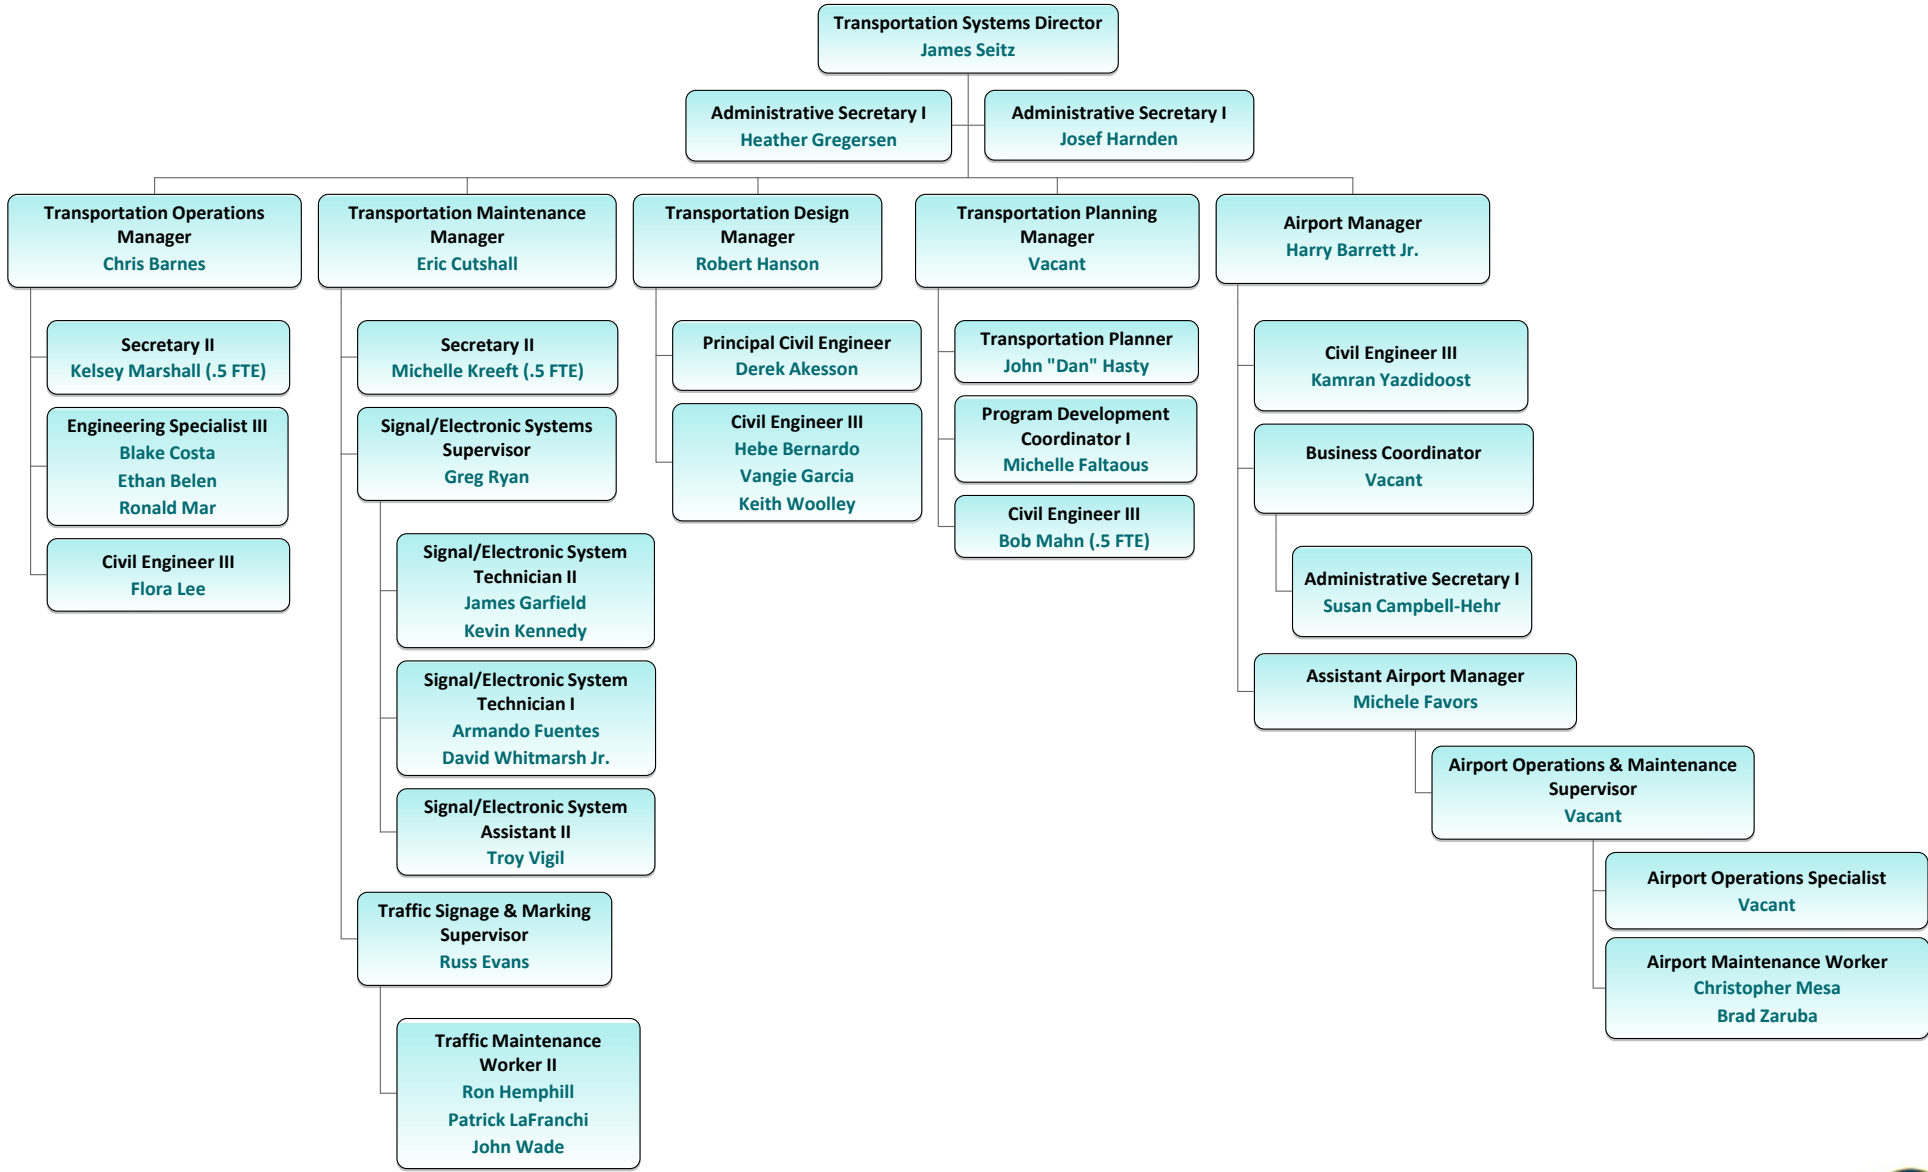 Transportation Systems Director
James Seitz
Administrative Secretary I
Heather Gregersen
Administrative Secretary I
Josef Harnden
Transportation Operations
Manager
Chris Barnes
Secretary II
Kelsey Marshall (.5 FTE)
Engineering Specialist III
Blake Costa
Ethan Belen
Ronald Mar
Civil Engineer III
Flora Lee
Transportation Maintenance
Manager
Eric Cutshall
Secretary II
Michelle Kreeft (.5 FTE)
Signal/Electronic Systems
Supervisor
Greg Ryan
Signal/Electronic System
Technician II
James Garfield
Kevin Kennedy
Signal/Electronic System
Technician I
Armando Fuentes
David Whitmarsh Jr.
Signal/Electronic System
Assistant II
Troy Vigil
Traffic Signage & Marking
Supervisor
Russ Evans
Traffic Maintenance
Worker II
Ron Hemphill
Patrick LaFranchi
John Wade
Transportation Design
Manager
Robert Hanson
Principal Civil Engineer
Derek Akesson
Civil Engineer III
Hebe Bernardo
Vangie Garcia
Keith Woolley
Transportation Planning
Manager
Vacant
Transportation Planner
John "Dan" Hasty
Program Development
Coordinator I
Michelle Faltaous
Civil Engineer III
Bob Mahn (.5 FTE)
Airport Manager
Harry Barrett Jr.
Civil Engineer III
Kamran Yazdidoost
Business Coordinator
Vacant
Administrative Secretary I
Susan Campbell-Hehr
Assistant Airport Manager
Michele Favors
Airport Operations & Maintenance
Supervisor
Vacant
Airport Operations Specialist
Vacant
Airport Maintenance Worker
Christopher Mesa
Brad Zaruba